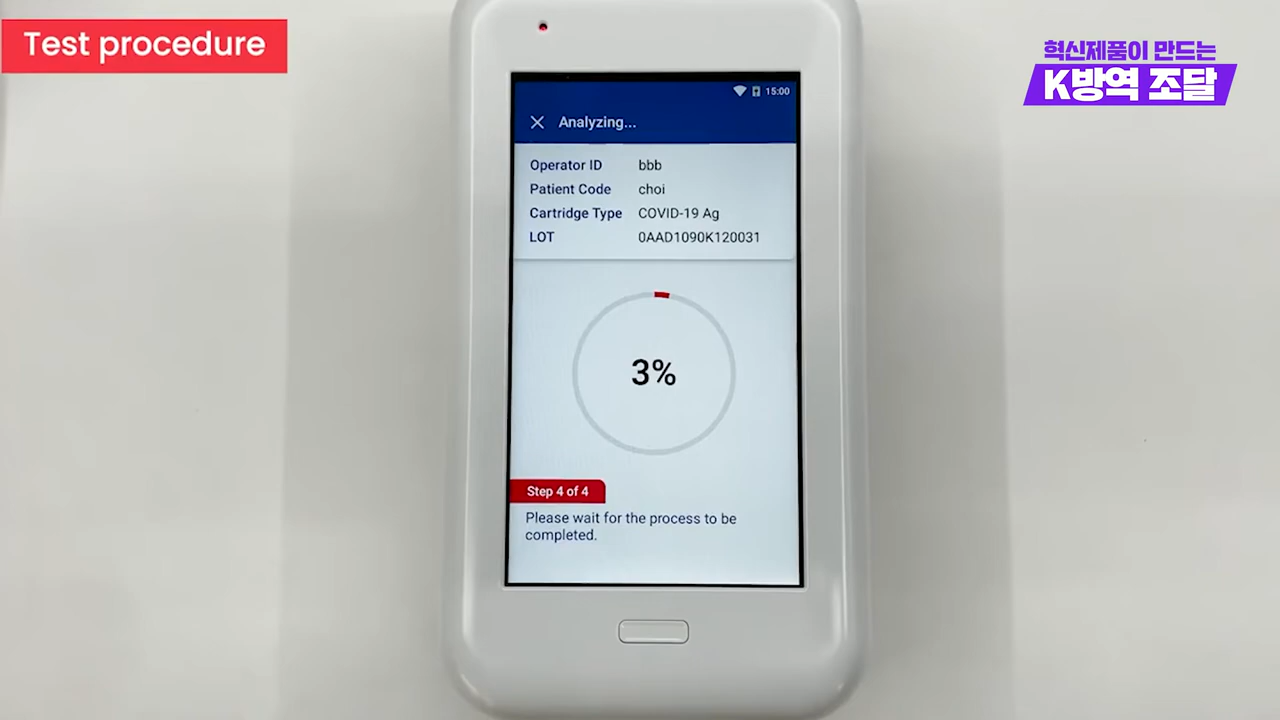 Test procedure
혁신제품이 만드는
K방역 조달
15:00
Analyzing...
Operator ID bbb
Patient Code choi
Cartridge Type COVID-19 Ag
LOT 0AAD1090K120031
3%
Step 4 of 4
Please wait for the process to be
completed.